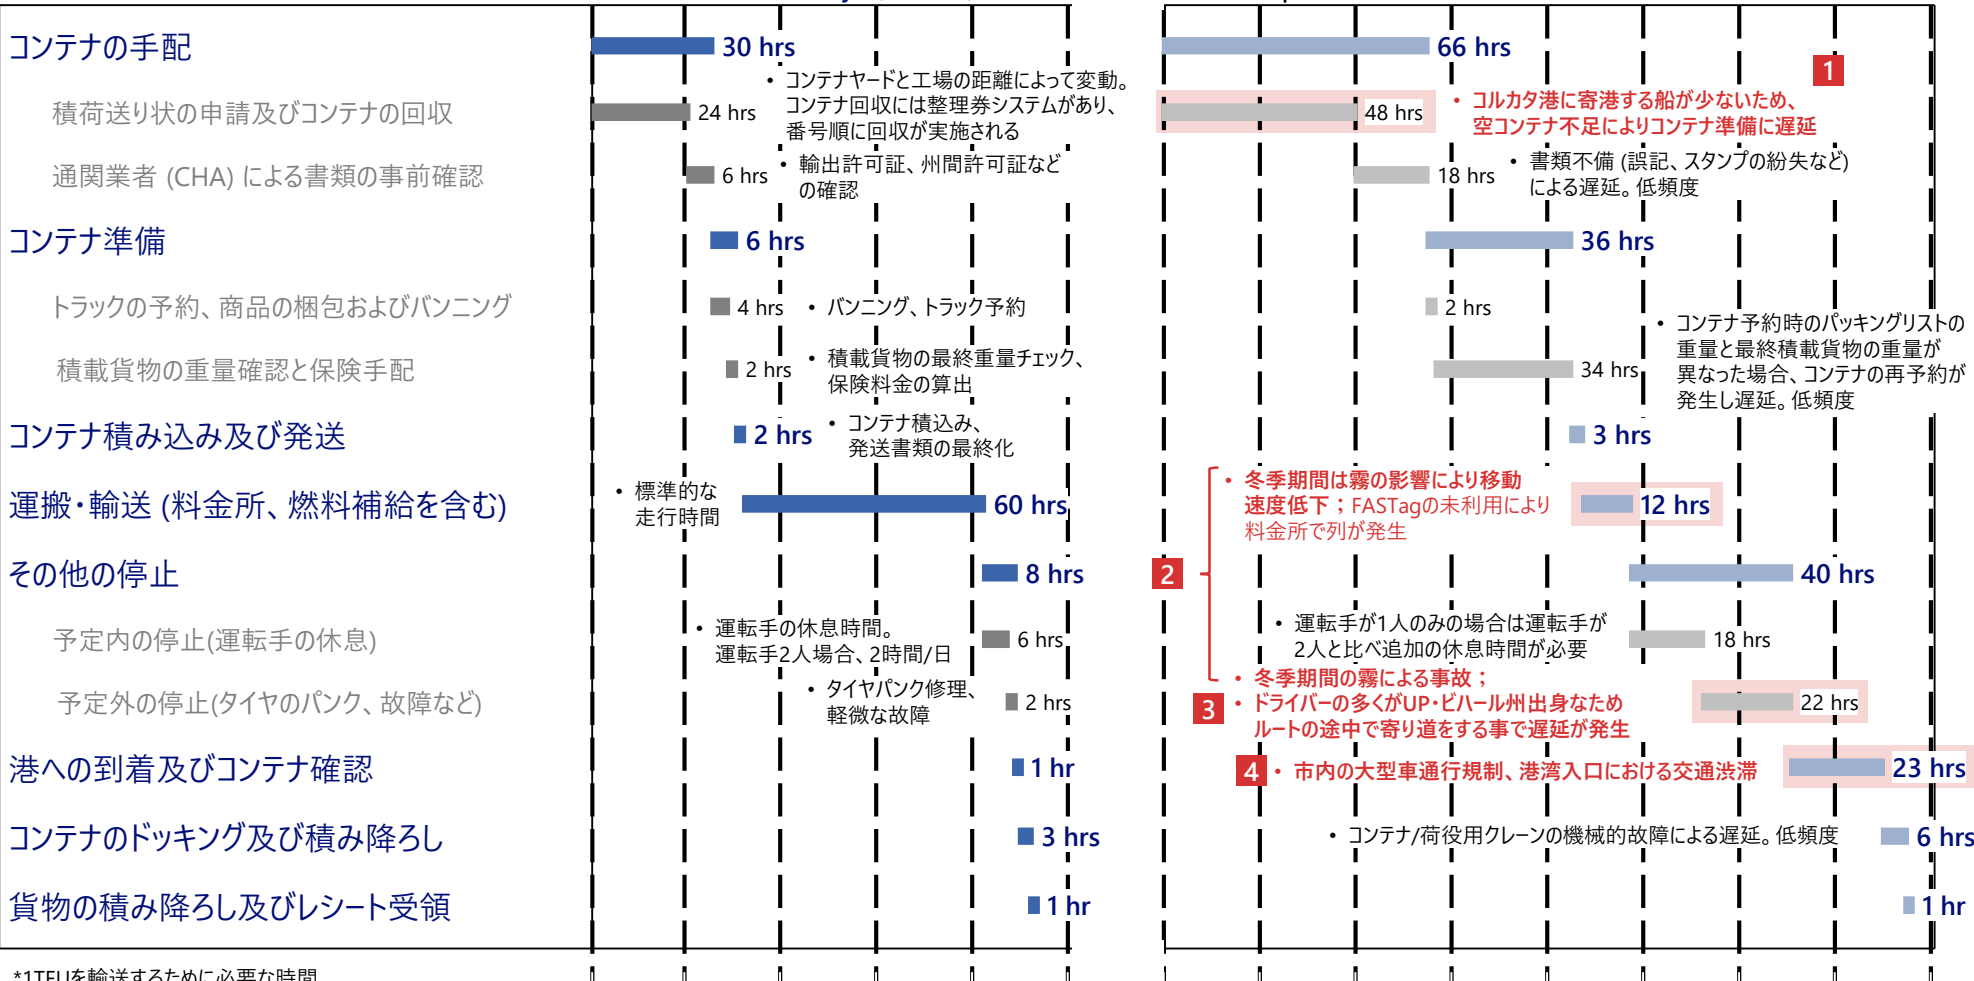 コンテナの手配
30 hrs
66 hrs
1
積荷送り状の申請及びコンテナの回収
24 hrs
• コンテナヤードと工場の距離によって変動。
コンテナ回収には整理券システムがあり、
番号順に回収が実施される
48 hrs
• コルカタ港に寄港する船が少ないため、
空コンテナ不足によりコンテナ準備に遅延
通関業者 (CHA) による書類の事前確認
6 hrs
• 輸出許可証、州間許可証など
の確認
18 hrs
• 書類不備 (誤記、スタンプの紛失など)
による遅延。低頻度
コンテナ準備
6 hrs
36 hrs
トラックの予約、商品の梱包およびバンニング
4 hrs
• バンニング、トラック予約
2 hrs
積載貨物の重量確認と保険手配
2 hrs
• 積載貨物の最終重量チェック、
保険料金の算出
34 hrs
• コンテナ予約時のパッキングリストの
重量と最終積載貨物の重量が
異なった場合、コンテナの再予約が
発生し遅延。低頻度
コンテナ積み込み及び発送
2 hrs
• コンテナ積込み、
発送書類の最終化
3 hrs
運搬・輸送 (料金所、燃料補給を含む)
• 標準的な
走行時間
60 hrs
• 冬季期間は霧の影響により移動
速度低下；FASTagの未利用により
料金所で列が発生
12 hrs
その他の停止
8 hrs
2
40 hrs
予定内の停止(運転手の休息)
• 運転手の休息時間。
運転手2人場合、2時間/日
6 hrs
• 運転手が1人のみの場合は運転手が
2人と比べ追加の休息時間が必要
18 hrs
予定外の停止(タイヤのパンク、故障など)
• タイヤパンク修理、
軽微な故障
2 hrs
• 冬季期間の霧による事故；
3
• ドライバーの多くがUP・ビハール州出身なため
ルートの途中で寄り道をする事で遅延が発生
22 hrs
港への到着及びコンテナ確認
1 hr
4
• 市内の大型車通行規制、港湾入口における交通渋滞
23 hrs
コンテナのドッキング及び積み降ろし
3 hrs
• コンテナ/荷役用クレーンの機械的故障による遅延。低頻度
6 hrs
貨物の積み降ろし及びレシート受領
1 hr
1 hr
*1TEUを輸送するために必要な時間